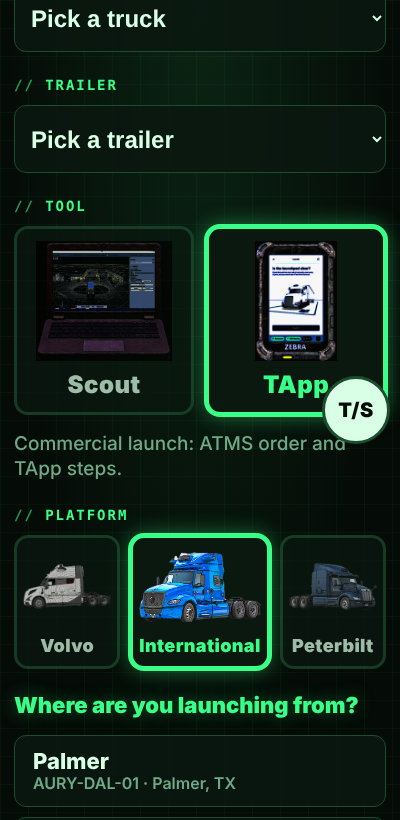 Pick a truck
// TRAILER
Pick a trailer
// TOOL
ZEBRA
Scout
TApp
T/S
Commercial launch: ATMS order and
TApp steps.
// PLATFORM
Volvo
International
Peterbilt
Where are you launching from?
Palmer
AURY-DAL-01 · Palmer, TX